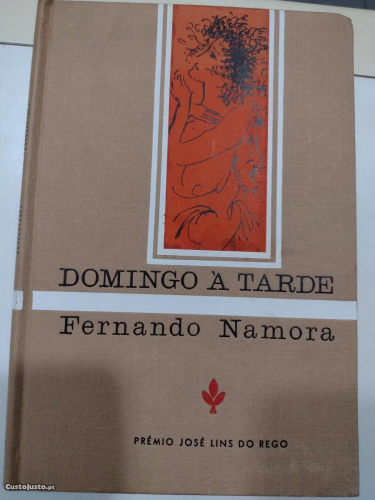 DOMINGO À TARDE
Fernando Namora
PRÉMIO JOSÉ LINS DO REGO
CustoJusto.pt